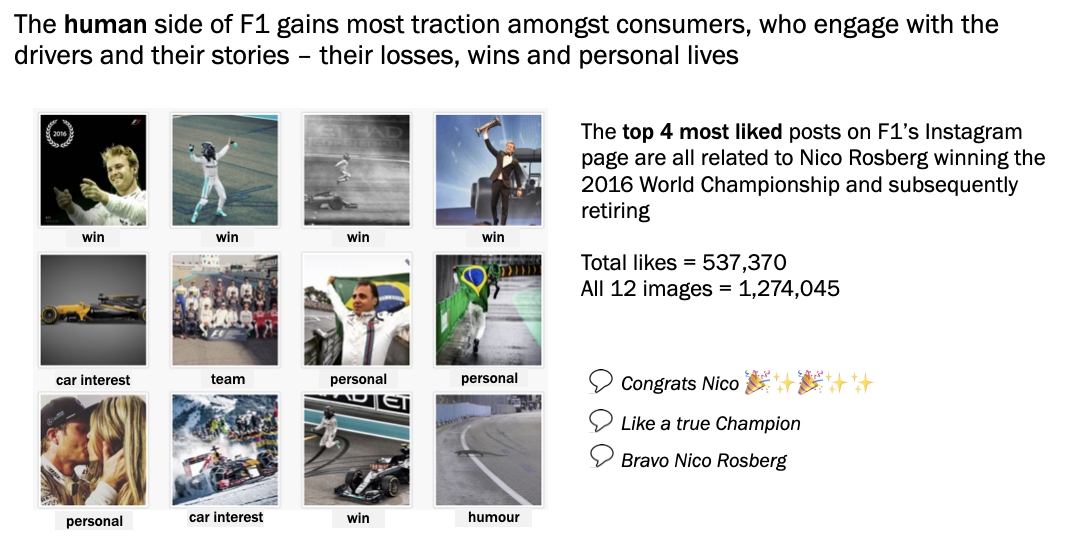 The human side of F1 gains most traction amongst consumers, who engage with the
drivers and their stories – their losses, wins and personal lives
2016
win
win
win
win
car interest
team
personal
personal
personal
car interest
win
humour
The top 4 most liked posts on F1’s Instagram
page are all related to Nico Rosberg winning the
2016 World Championship and subsequently
retiring
Total likes = 537,370
All 12 images = 1,274,045
Congrats Nico 🎉✨🎉✨✨
Like a true Champion
Bravo Nico Rosberg